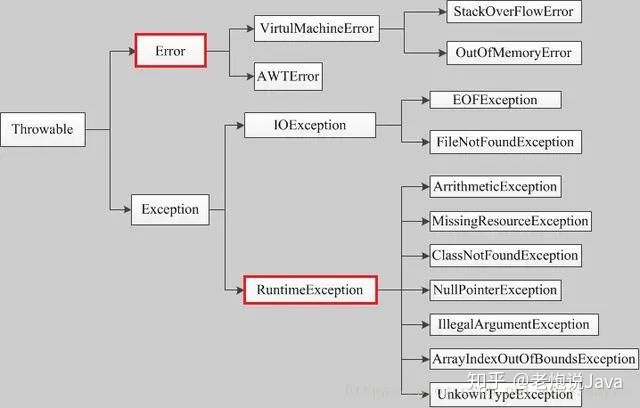 StackOverFlowError
VirtulMachineError
Error
OutOfMemoryError
AWTError
EOFException
Throwable
IOException
FileNotFoundException
ArrithmeticException
Exception
MissingResourceException
ClassNotFoundException
RuntimeException
NullPointerException
IllegalArgumentException
ArrayIndexOutOfBoundsException
UnkownTypeException
知乎 @老炮说Java